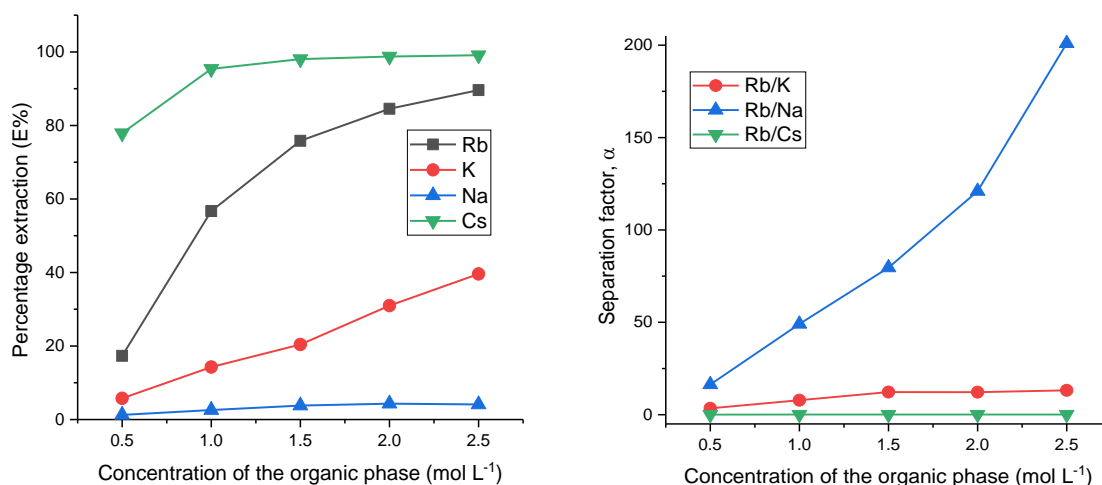 Percentage extraction (E%)
100
80
60
40
20
0
0.5 1.0 1.5 2.0 2.5
Concentration of the organic phase (mol L⁻¹)
Rb
K
Na
Cs
Separation factor, α
200
150
100
50
0
0.5 1.0 1.5 2.0 2.5
Concentration of the organic phase (mol L⁻¹)
Rb/K
Rb/Na
Rb/Cs